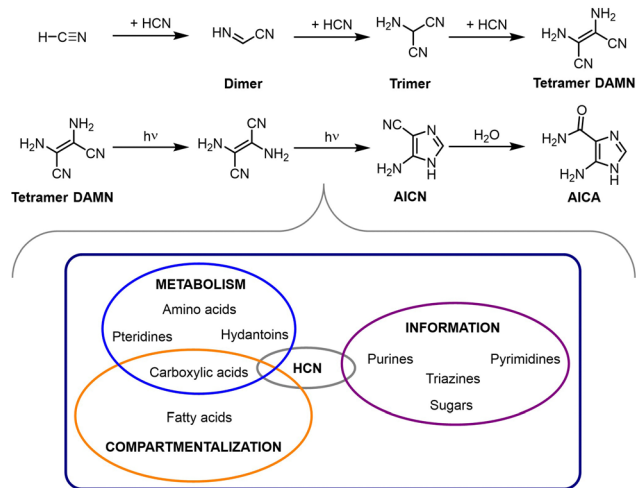 H–C≡N + HCN HN CN + HCN H₂N CN CN + HCN NH₂ H₂N CN CN
Dimer Trimer Tetramer DAMN
NH₂ H₂N CN CN hν CN H₂N NH₂ CN hν NC N H₂N N H H₂O O H₂N N H₂N N H
Tetramer DAMN AICN AICA
METABOLISM
Amino acids
Pteridines Hydantoins
Carboxylic acids
HCN
Fatty acids
COMPARTMENTALIZATION
INFORMATION
Purines Pyrimidines
Triazines
Sugars